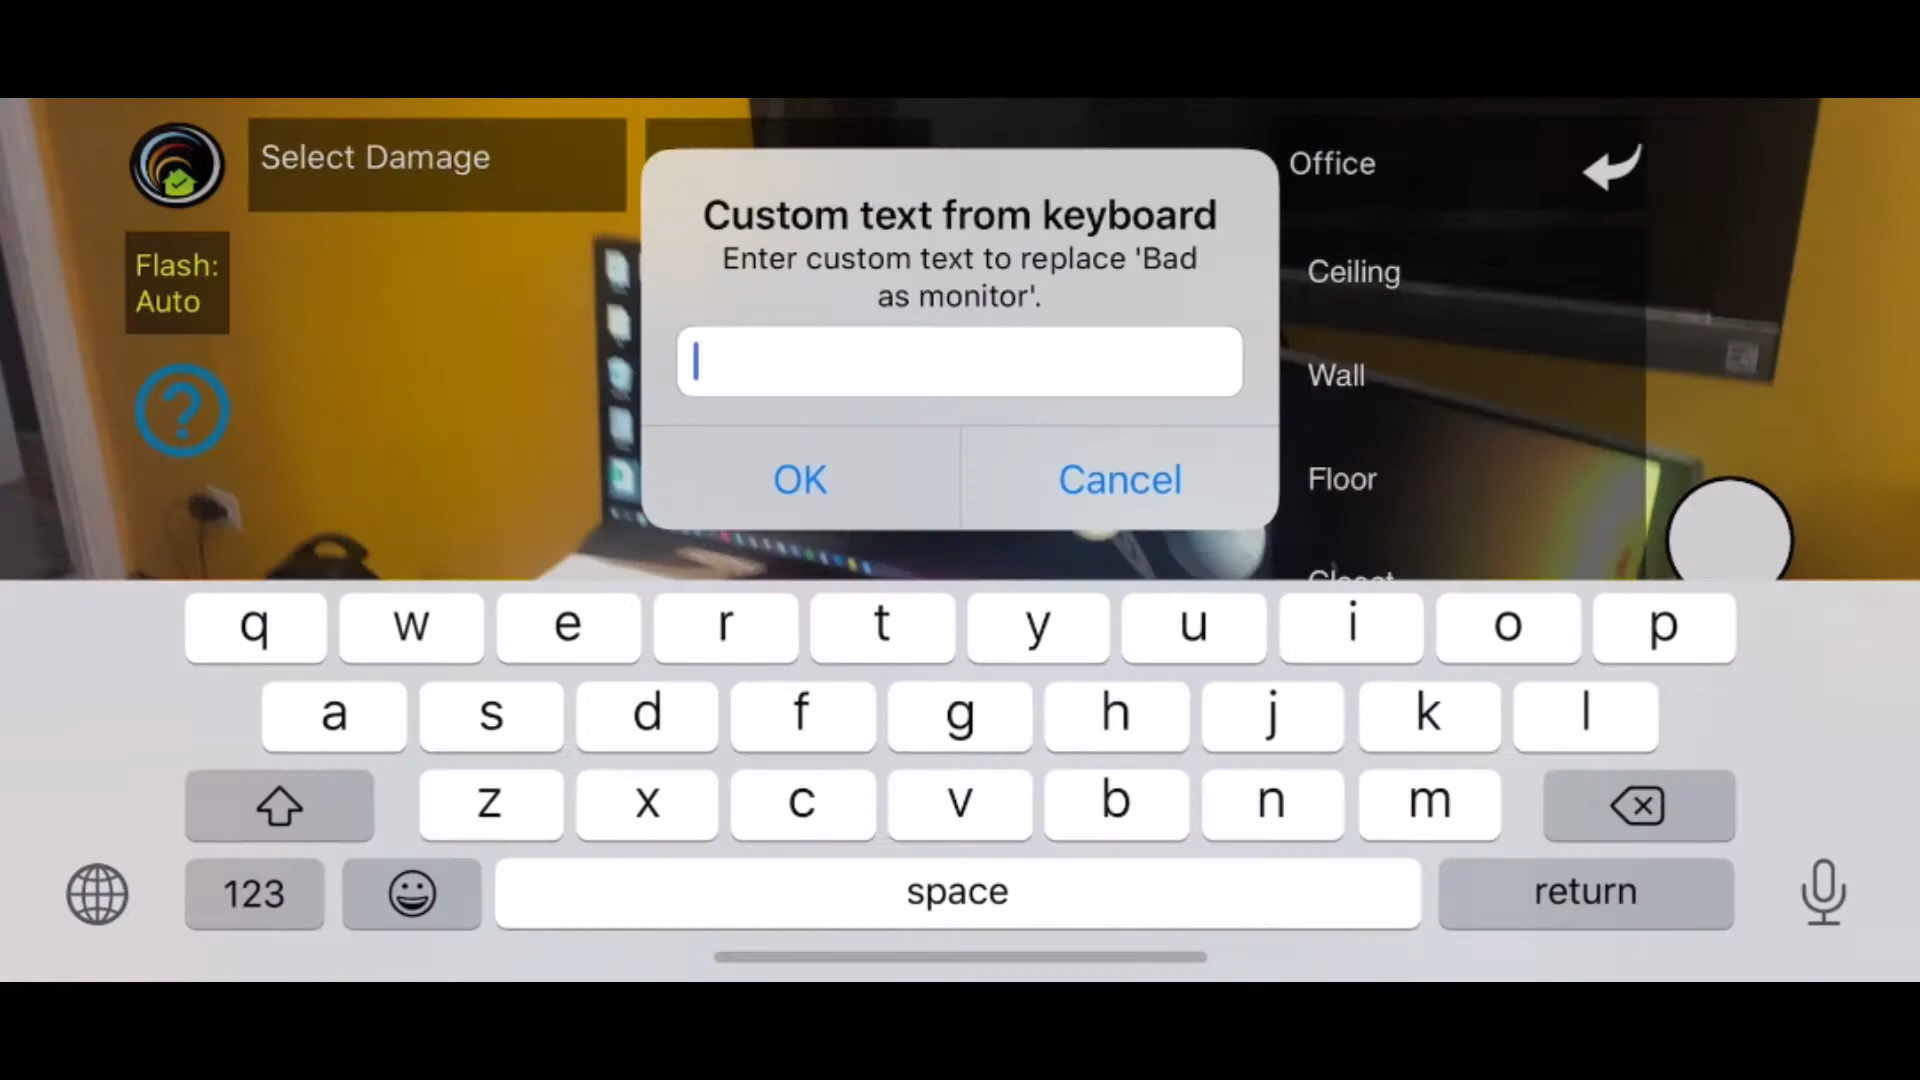 Select Damage
Flash:
Auto
Custom text from keyboard
Enter custom text to replace 'Bad
as monitor'.
OK
Cancel
Office
Ceiling
Wall
Floor
Closet
q w e r t y u i o p
a s d f g h j k l
z x c v b n m
123
space
return